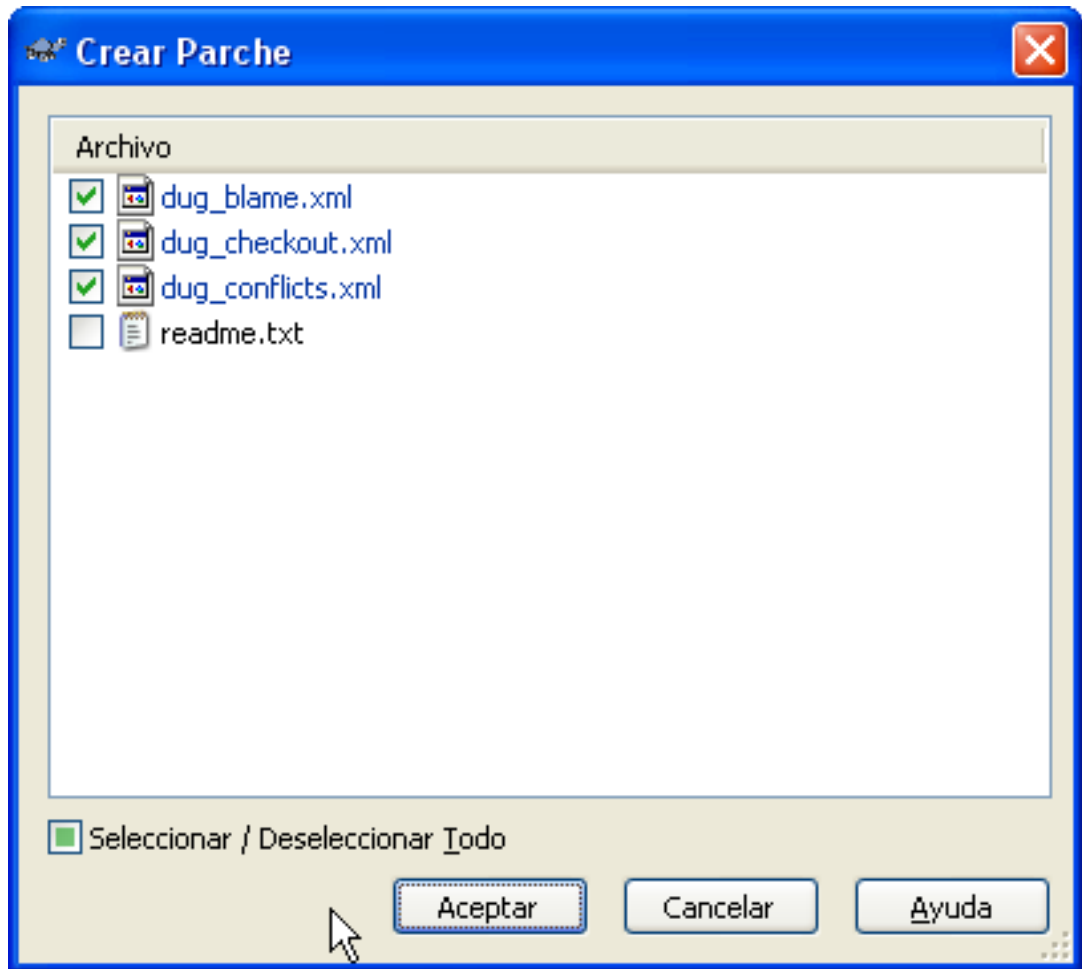 Crear Parche
Archivo
dug_blame.xml
dug_checkout.xml
dug_conflicts.xml
readme.txt
Seleccionar / Deseleccionar Todo
Aceptar Cancelar Ayuda